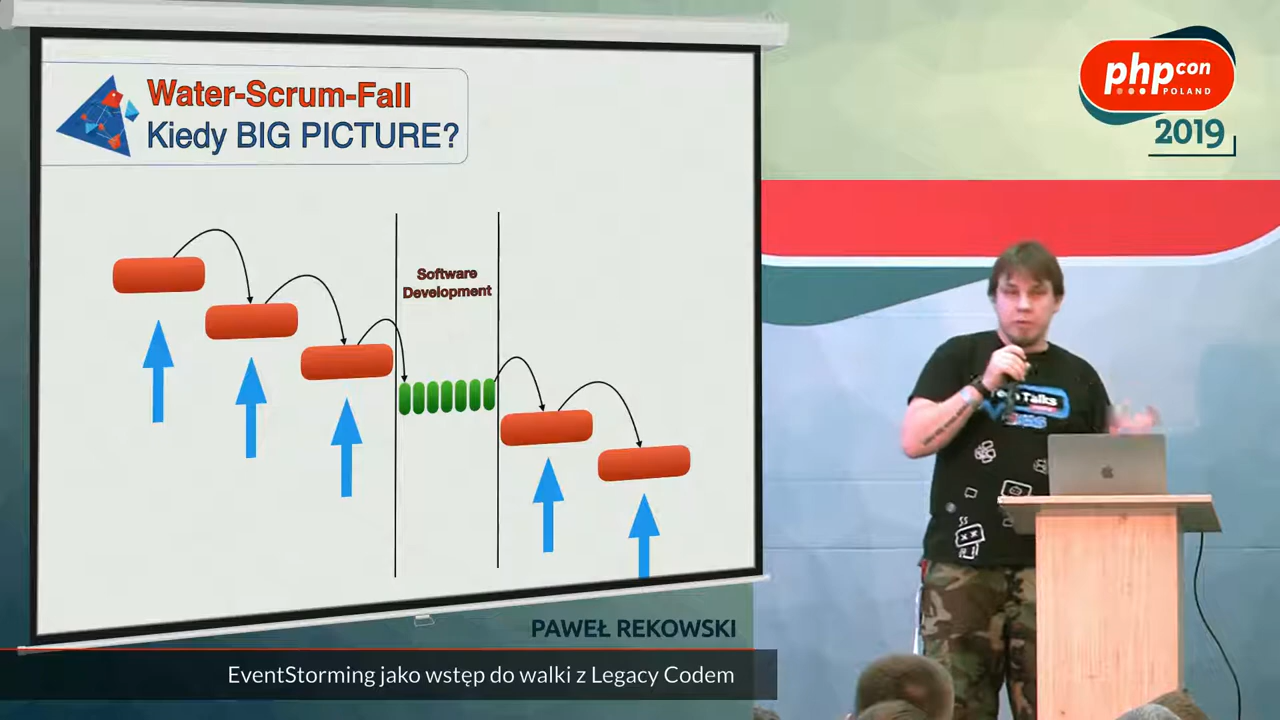 Water-Scrum-Fall
Kiedy BIG PICTURE?
Software
Development
php con
POLAND
2019
Talks
PAWEŁ REKOWSKI
EventStorming jako wstęp do walki z Legacy Codem